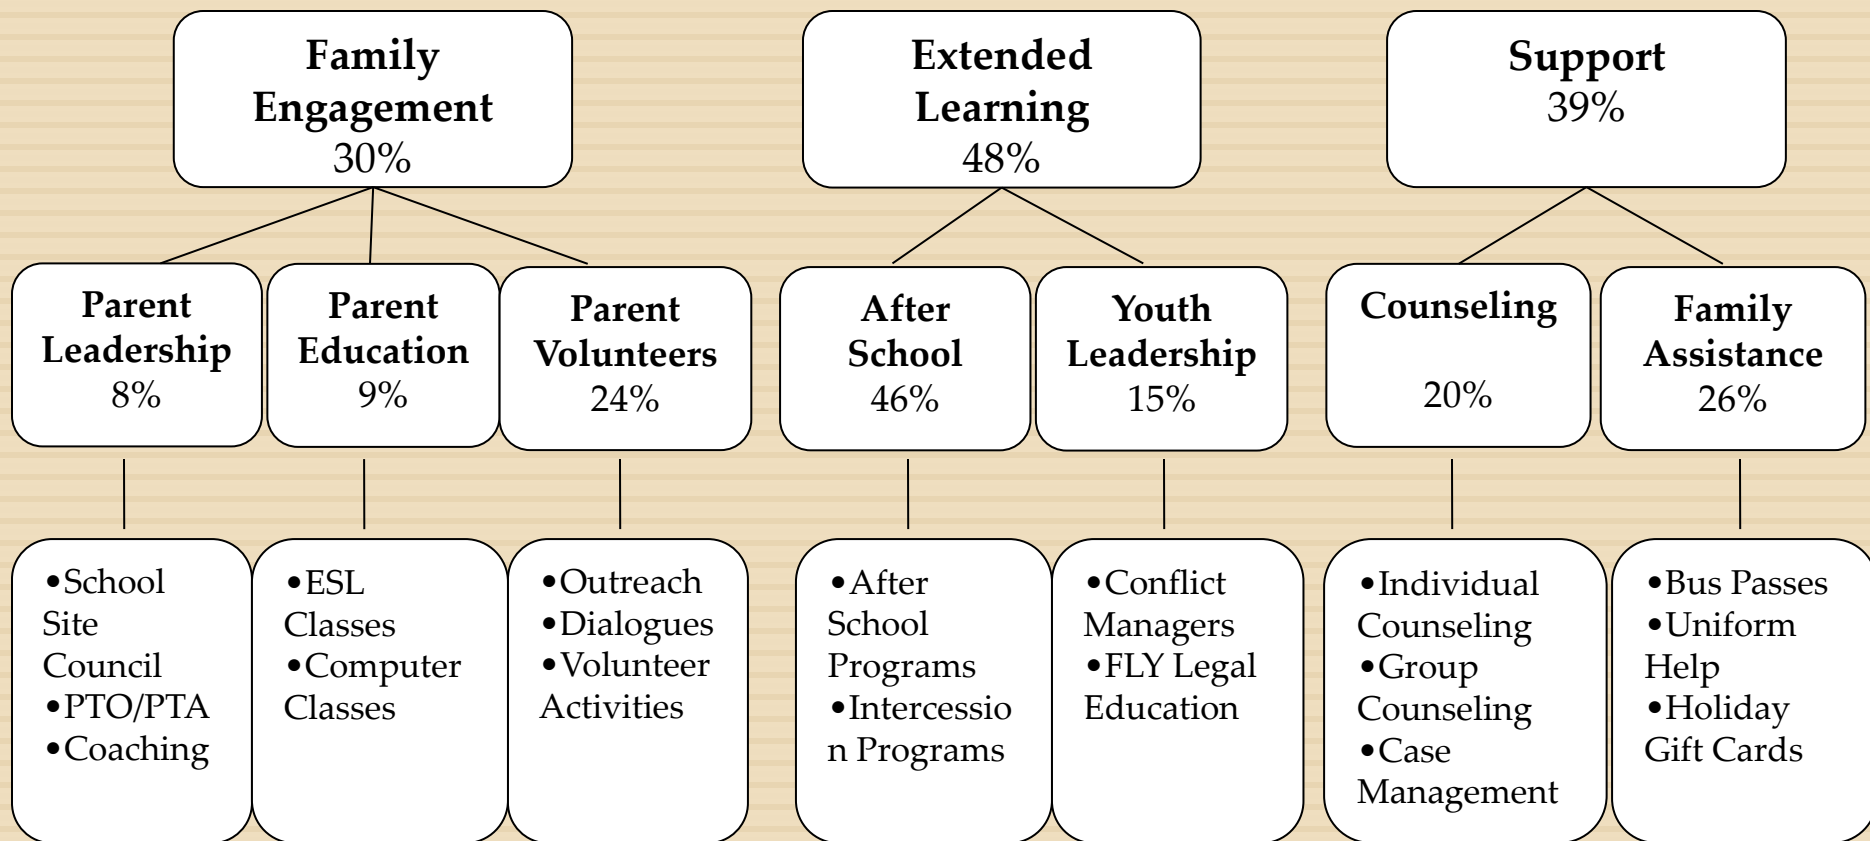 Family
Engagement
30%
Extended
Learning
48%
Support
39%
Parent
Leadership
8%
Parent
Education
9%
Parent
Volunteers
24%
After
School
46%
Youth
Leadership
15%
Counseling
20%
Family
Assistance
26%
•School
Site
Council
•PTO/PTA
•Coaching
•ESL
Classes
•Computer
Classes
•Outreach
•Dialogues
•Volunteer
Activities
•After
School
Programs
•Intercessio
n Programs
•Conflict
Managers
•FLY Legal
Education
•Individual
Counseling
•Group
Counseling
•Case
Management
•Bus Passes
•Uniform
Help
•Holiday
Gift Cards